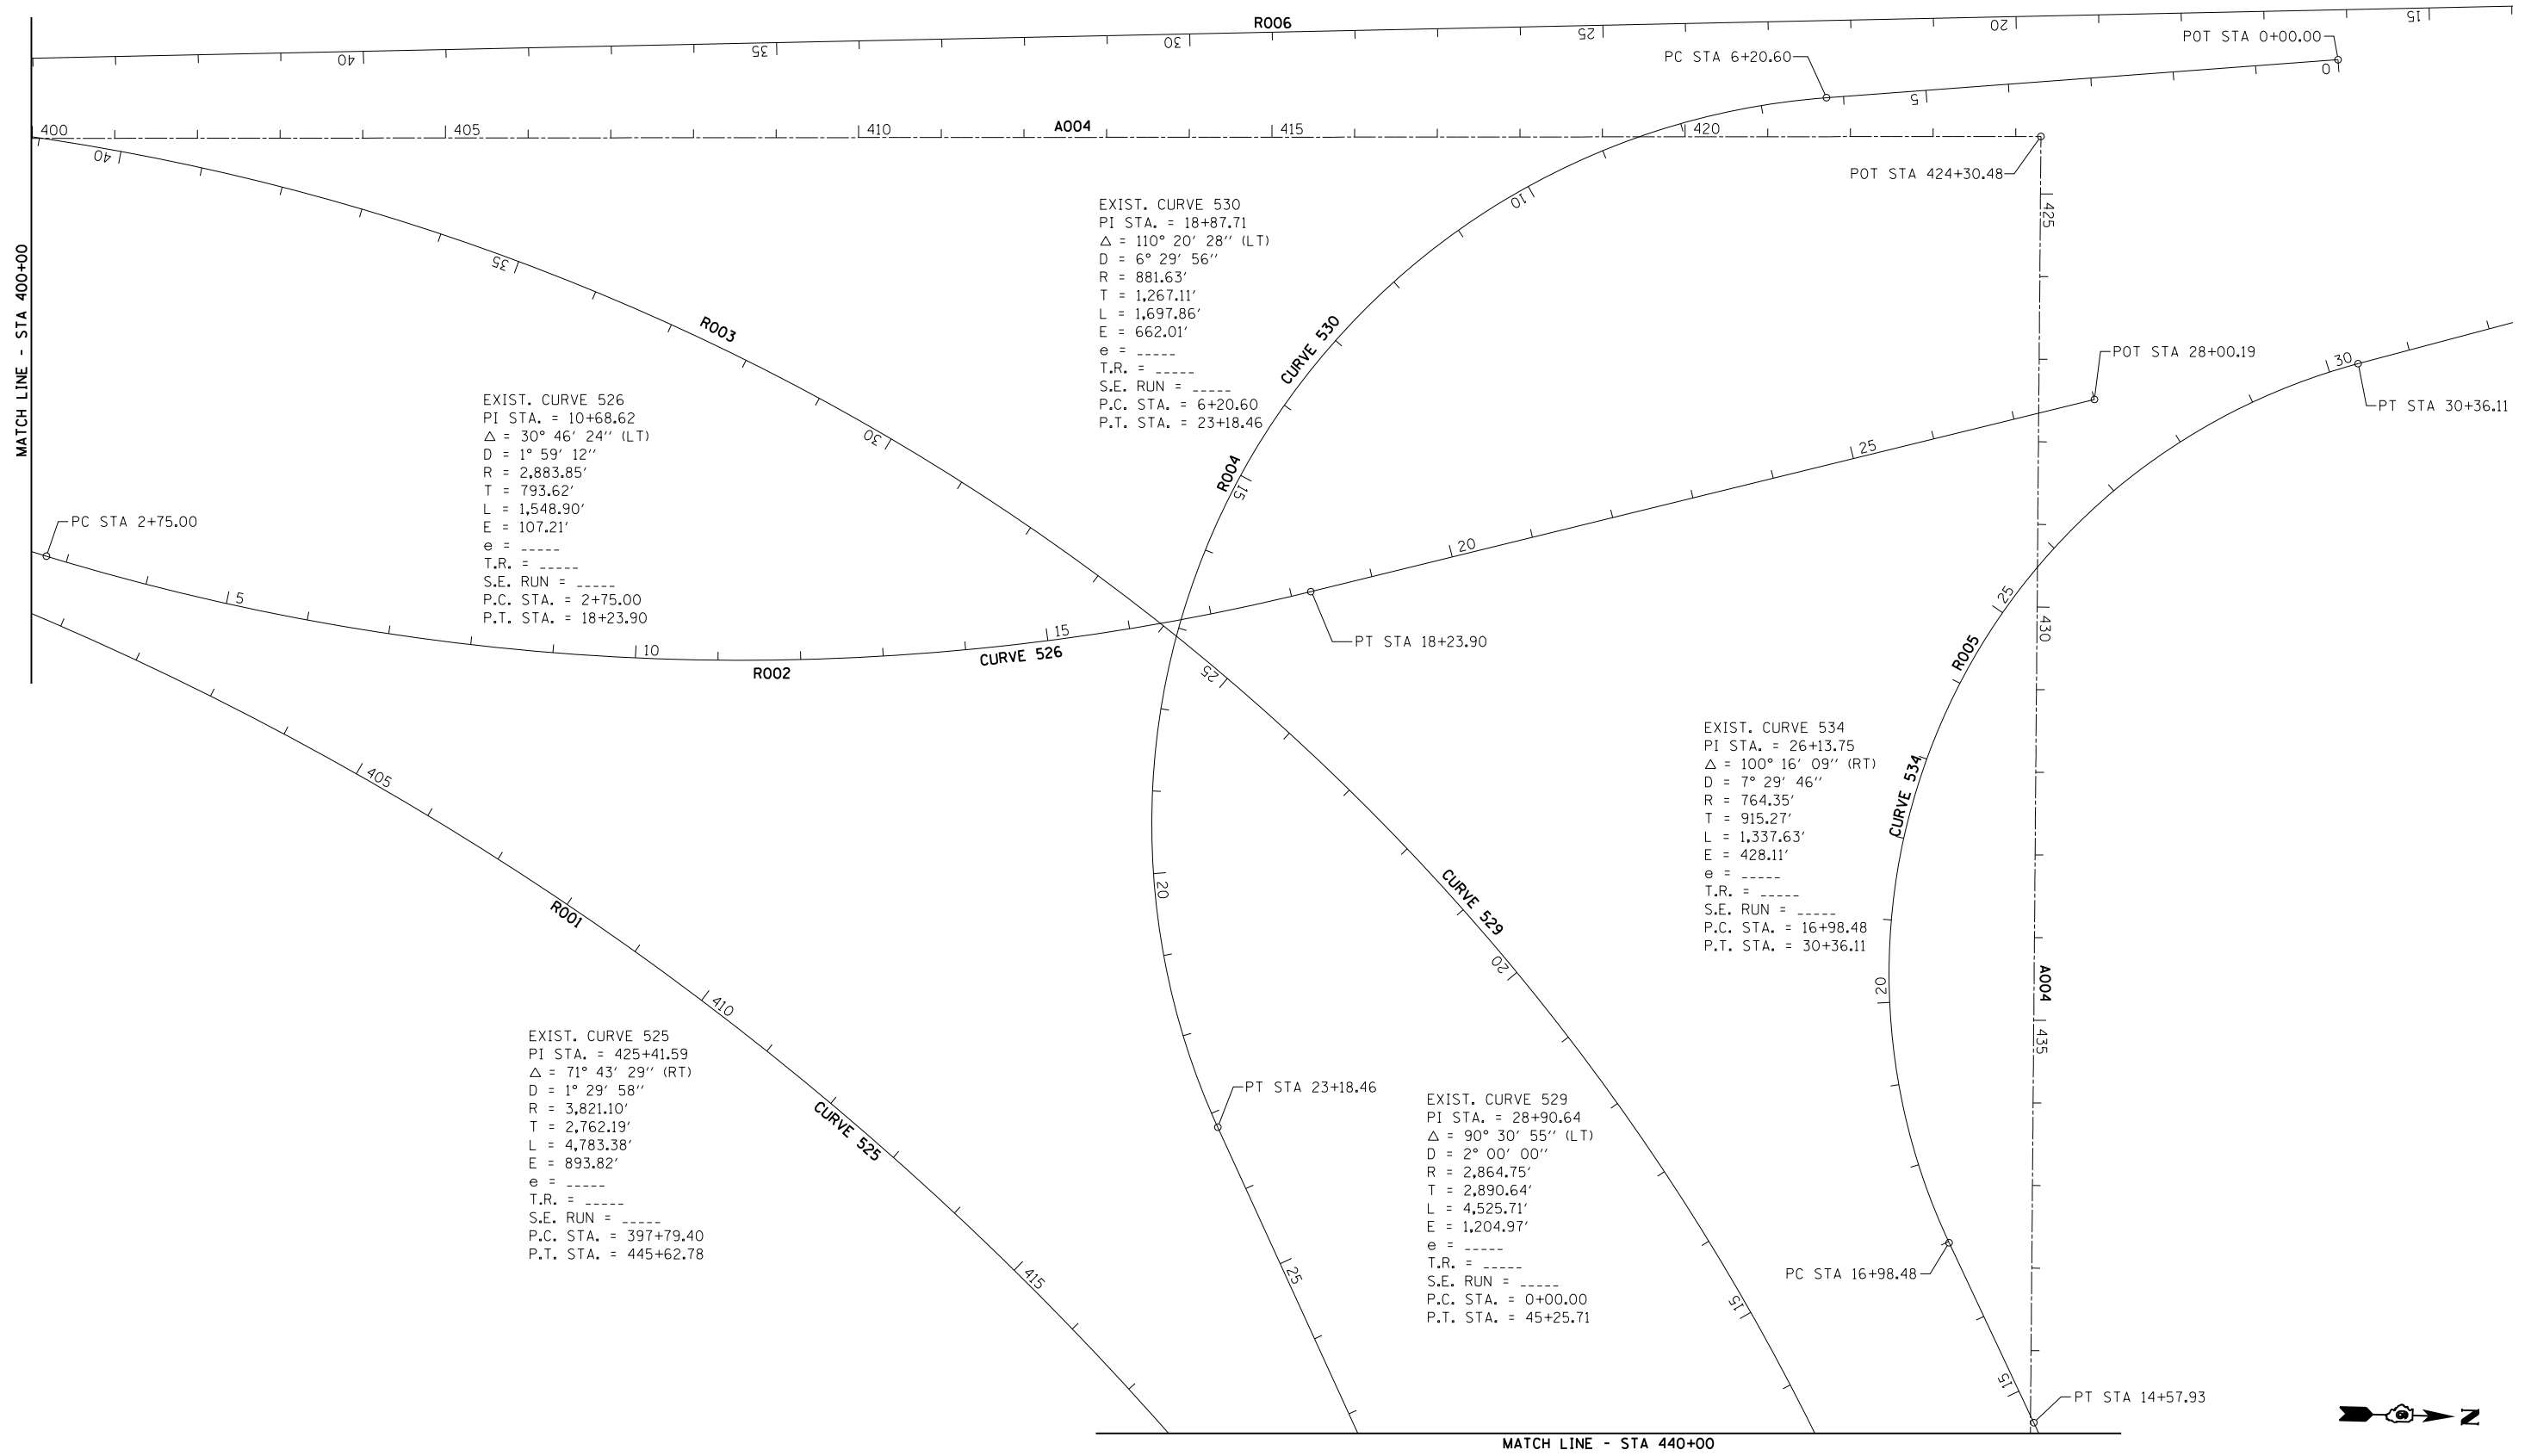 R006
40
35
30
25
20
15
POT STA 0+00.00
PC STA 6+20.60
0
5
400
405
410
A004
415
420
40
POT STA 424+30.48
425
MATCH LINE - STA 400+00
10
35
R003
30
EXIST. CURVE 530
PI STA. = 18+87.71
Δ = 110° 20' 28'' (LT)
D = 6° 29' 56''
R = 881.63'
T = 1,267.11'
L = 1,697.86'
E = 662.01'
e = _____
T.R. = _____
S.E. RUN = _____
P.C. STA. = 6+20.60
P.T. STA. = 23+18.46
CURVE 530
R004
15
POT STA 28+00.19
30
PT STA 30+36.11
EXIST. CURVE 526
PI STA. = 10+68.62
Δ = 30° 46' 24'' (LT)
D = 1° 59' 12''
R = 2,883.85'
T = 793.62'
L = 1,548.90'
E = 107.21'
e = _____
T.R. = _____
S.E. RUN = _____
P.C. STA. = 2+75.00
P.T. STA. = 18+23.90
PC STA 2+75.00
5
10
R002
CURVE 526
15
20
25
PT STA 18+23.90
25
25
430
R005
CURVE 534
20
EXIST. CURVE 534
PI STA. = 26+13.75
Δ = 100° 16' 09'' (RT)
D = 7° 29' 46''
R = 764.35'
T = 915.27'
L = 1,337.63'
E = 428.11'
e = _____
T.R. = _____
S.E. RUN = _____
P.C. STA. = 16+98.48
P.T. STA. = 30+36.11
405
R001
410
CURVE 525
415
20
CURVE 529
20
A004
435
EXIST. CURVE 525
PI STA. = 425+41.59
Δ = 71° 43' 29'' (RT)
D = 1° 29' 58''
R = 3,821.10'
T = 2,762.19'
L = 4,783.38'
E = 893.82'
e = _____
T.R. = _____
S.E. RUN = _____
P.C. STA. = 397+79.40
P.T. STA. = 445+62.78
PT STA 23+18.46
25
EXIST. CURVE 529
PI STA. = 28+90.64
Δ = 90° 30' 55'' (LT)
D = 2° 00' 00''
R = 2,864.75'
T = 2,890.64'
L = 4,525.71'
E = 1,204.97'
e = _____
T.R. = _____
S.E. RUN = _____
P.C. STA. = 0+00.00
P.T. STA. = 45+25.71
15
PC STA 16+98.48
15
PT STA 14+57.93
N
MATCH LINE - STA 440+00